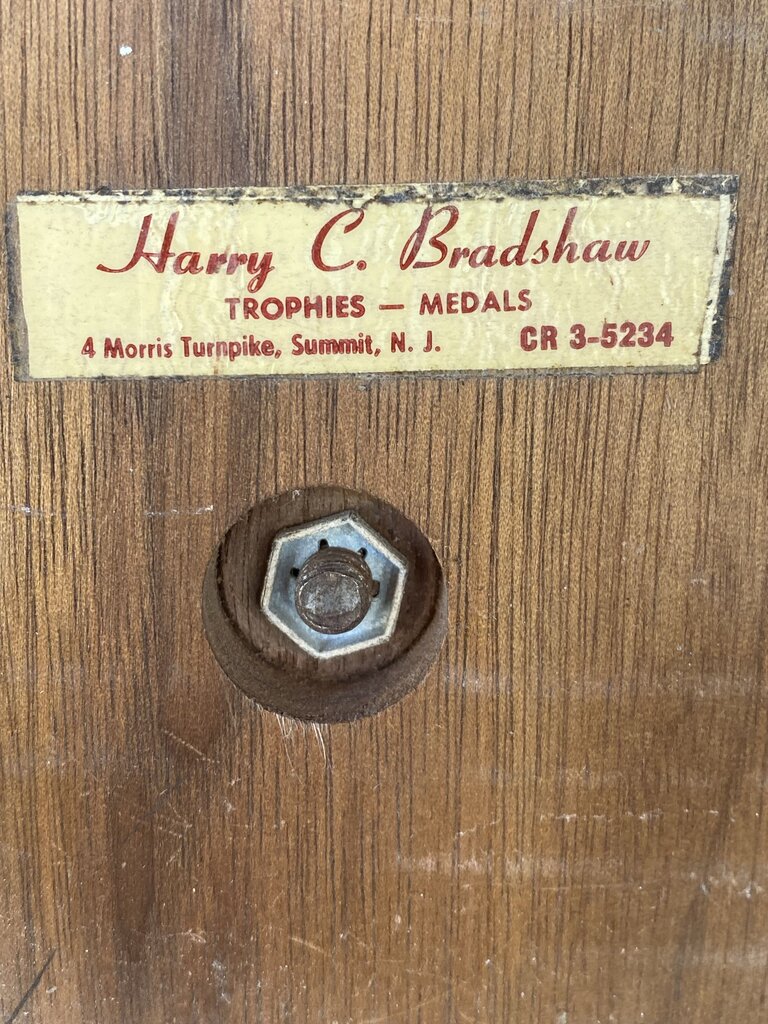 Harry C. Bradshaw
TROPHIES — MEDALS
4 Morris Turnpike, Summit, N. J. CR 3-5234